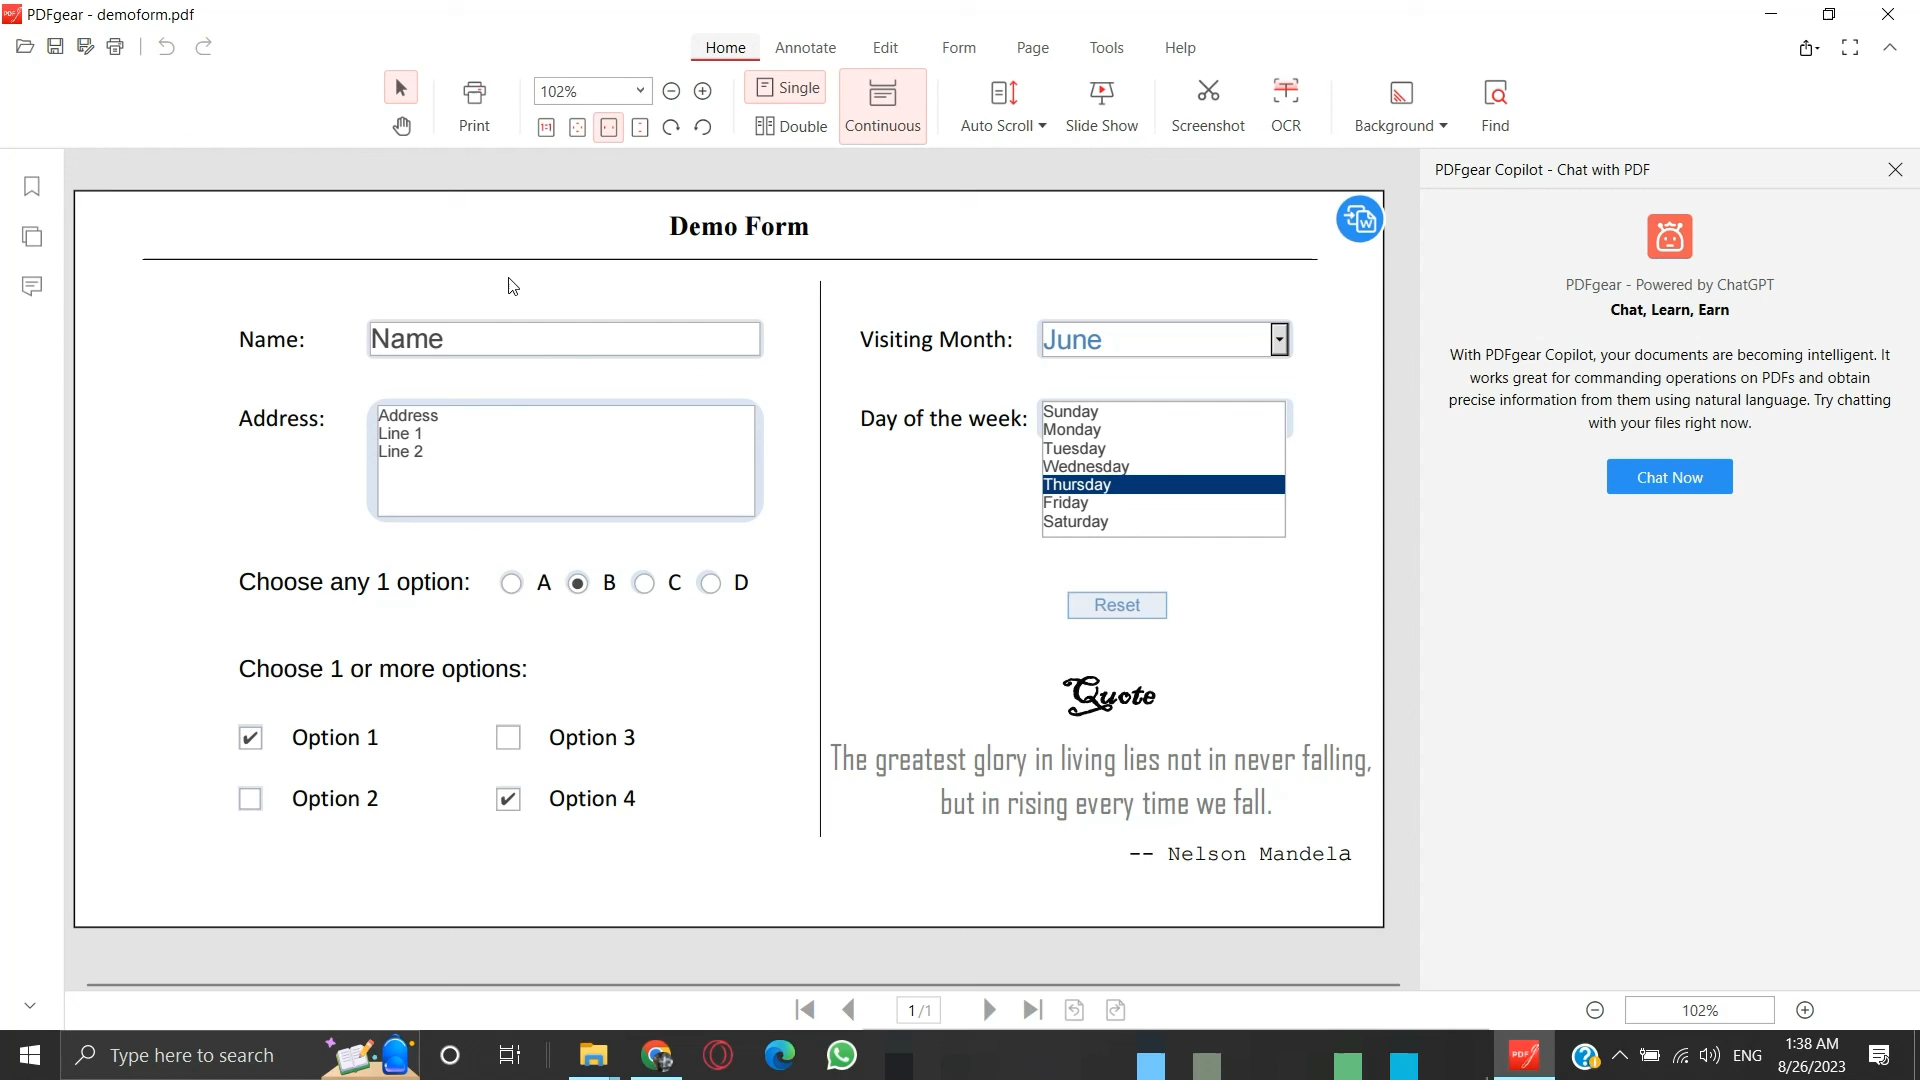 PDFgear - demoform.pdf
Home
Annotate
Edit
Form
Page
Tools
Help
Print
102%
Single
Double
Continuous
Auto Scroll
Slide Show
Screenshot
OCR
Background
Find
PDFgear Copilot - Chat with PDF
PDFgear - Powered by ChatGPT
Chat, Learn, Earn
With PDFgear Copilot, your documents are becoming intelligent. It
works great for commanding operations on PDFs and obtain
precise information from them using natural language. Try chatting
with your files right now.
Chat Now
Demo Form
Name:
Name
Address:
Address
Line 1
Line 2
Choose any 1 option:
A
B
C
D
Choose 1 or more options:
Option 1
Option 3
Option 2
Option 4
Visiting Month:
June
Day of the week:
Sunday
Monday
Tuesday
Wednesday
Thursday
Friday
Saturday
Reset
Quote
The greatest glory in living lies not in never falling,
but in rising every time we fall.
-- Nelson Mandela
1/1
102%
Type here to search
ENG
1:38 AM
8/26/2023